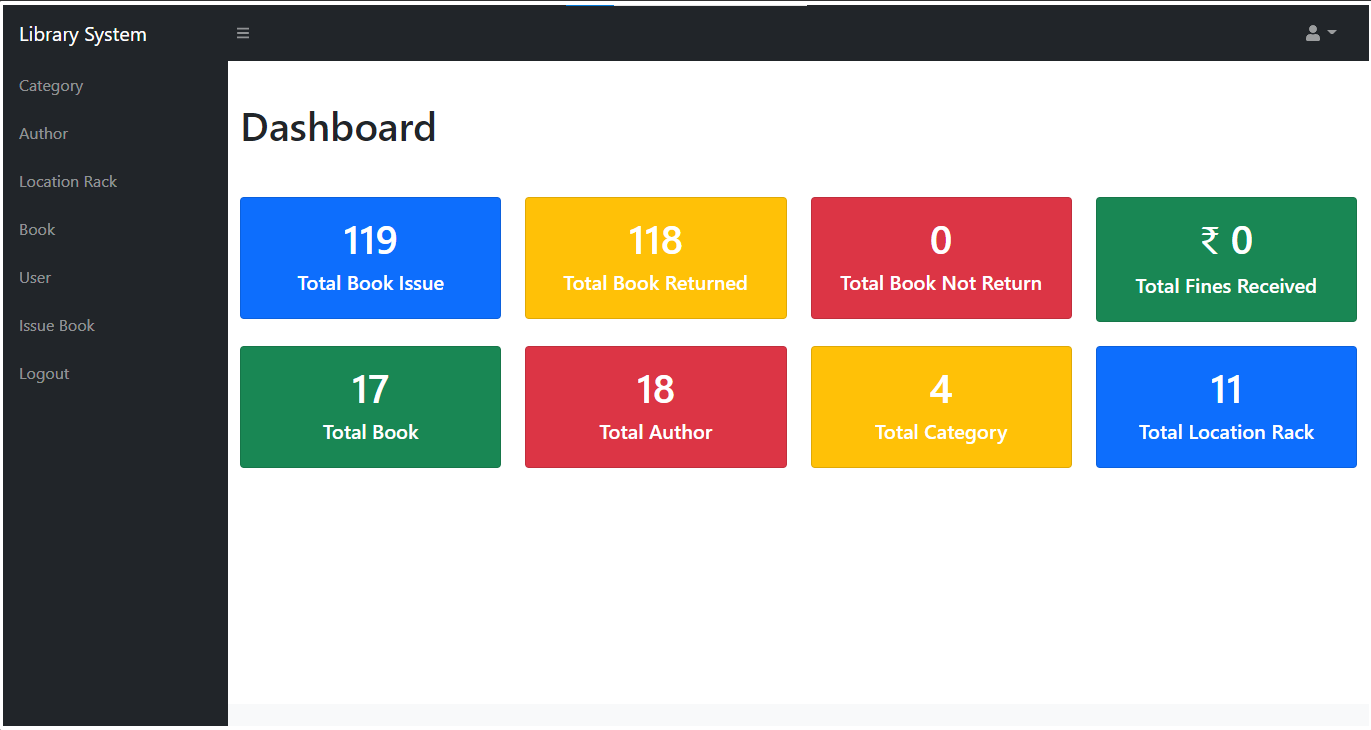 Library System
Category
Author
Location Rack
Book
User
Issue Book
Logout
Dashboard
119
Total Book Issue
118
Total Book Returned
0
Total Book Not Return
₹ 0
Total Fines Received
17
Total Book
18
Total Author
4
Total Category
11
Total Location Rack